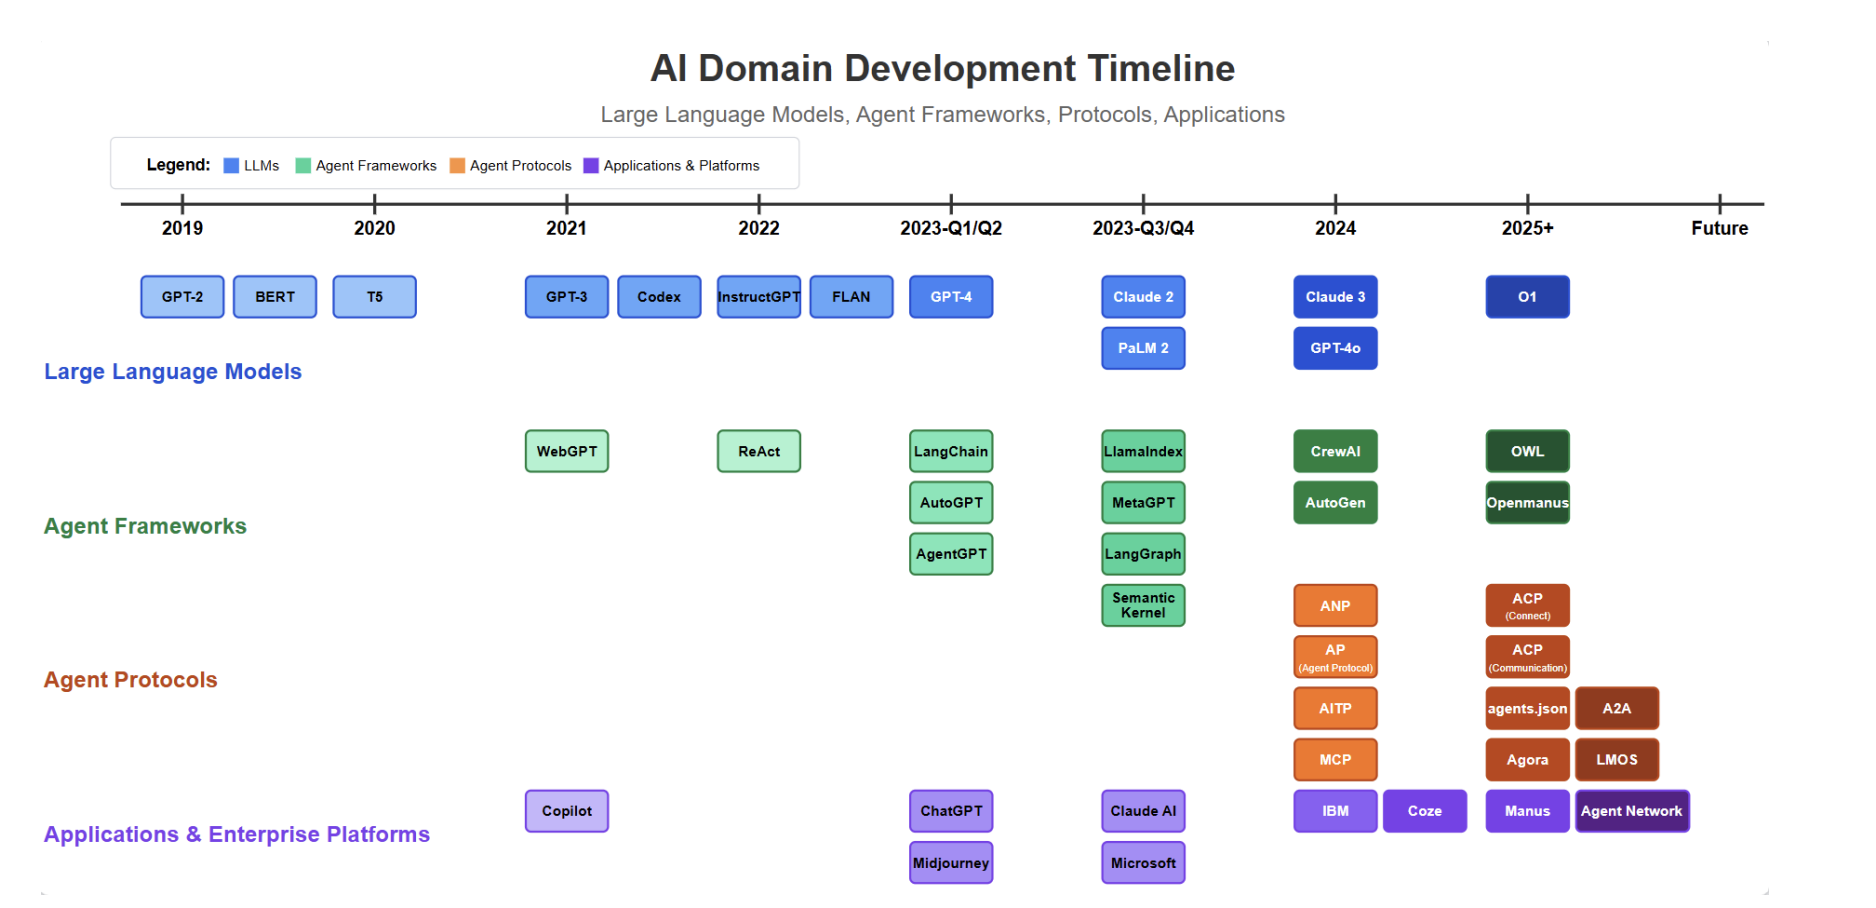 AI Domain Development Timeline
Large Language Models, Agent Frameworks, Protocols, Applications
Legend: LLMs Agent Frameworks Agent Protocols Applications & Platforms
2019 2020 2021 2022 2023-Q1/Q2 2023-Q3/Q4 2024 2025+ Future
GPT-2 BERT T5 GPT-3 Codex InstructGPT FLAN GPT-4 Claude 2 Claude 3 O1
PaLM 2 GPT-4o
Large Language Models
WebGPT ReAct LangChain LlamaIndex CrewAI OWL
AutoGPT MetaGPT AutoGen Openmanus
Agent Frameworks
AgentGPT LangGraph
Semantic
Kernel
ANP
ACP
(Connect)
AP
(Agent Protocol)
ACP
(Communication)
Agent Protocols
AITP agents.json A2A
MCP Agora LMOS
Copilot ChatGPT Claude AI IBM Coze Manus Agent Network
Applications & Enterprise Platforms
Midjourney Microsoft